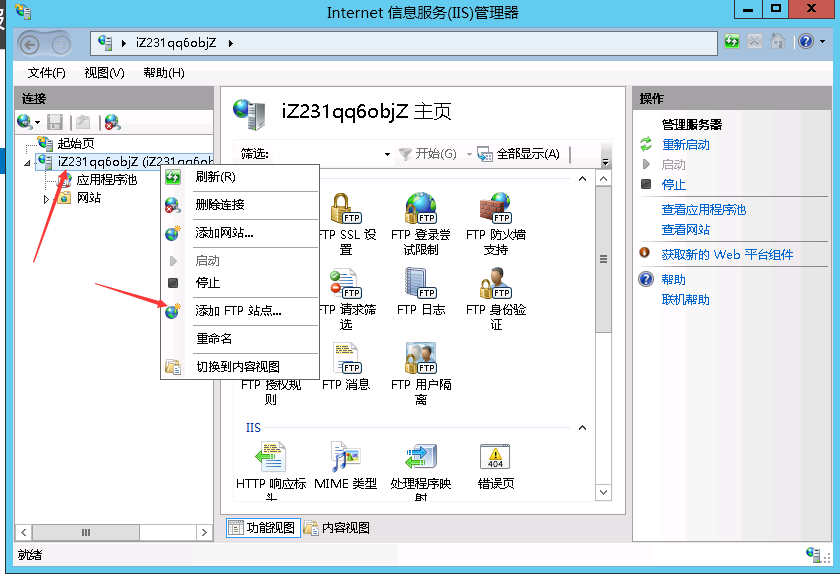 Internet 信息服务(IIS)管理器
iZ231qq6objZ
文件(F) 视图(V) 帮助(H)
连接
起始页
iZ231qq6objZ (iZ231qq6obj
应用程序池
网站
刷新(R)
删除连接
添加网站...
启动
停止
添加 FTP 站点...
重命名
切换到内容视图
iZ231qq6objZ 主页
筛选: 开始(G) 全部显示(A)
FTP SSL 设置
FTP 登录尝试限制
FTP 防火墙支持
FTP 请求筛选
FTP 日志
FTP 身份验证
FTP 授权规则
FTP 消息
FTP 用户隔离
IIS
HTTP 响应标头
MIME 类型
处理程序映射
404
错误页
功能视图 内容视图
操作
管理服务器
重新启动
启动
停止
查看应用程序池
查看网站
获取新的 Web 平台组件
帮助
联机帮助
就绪